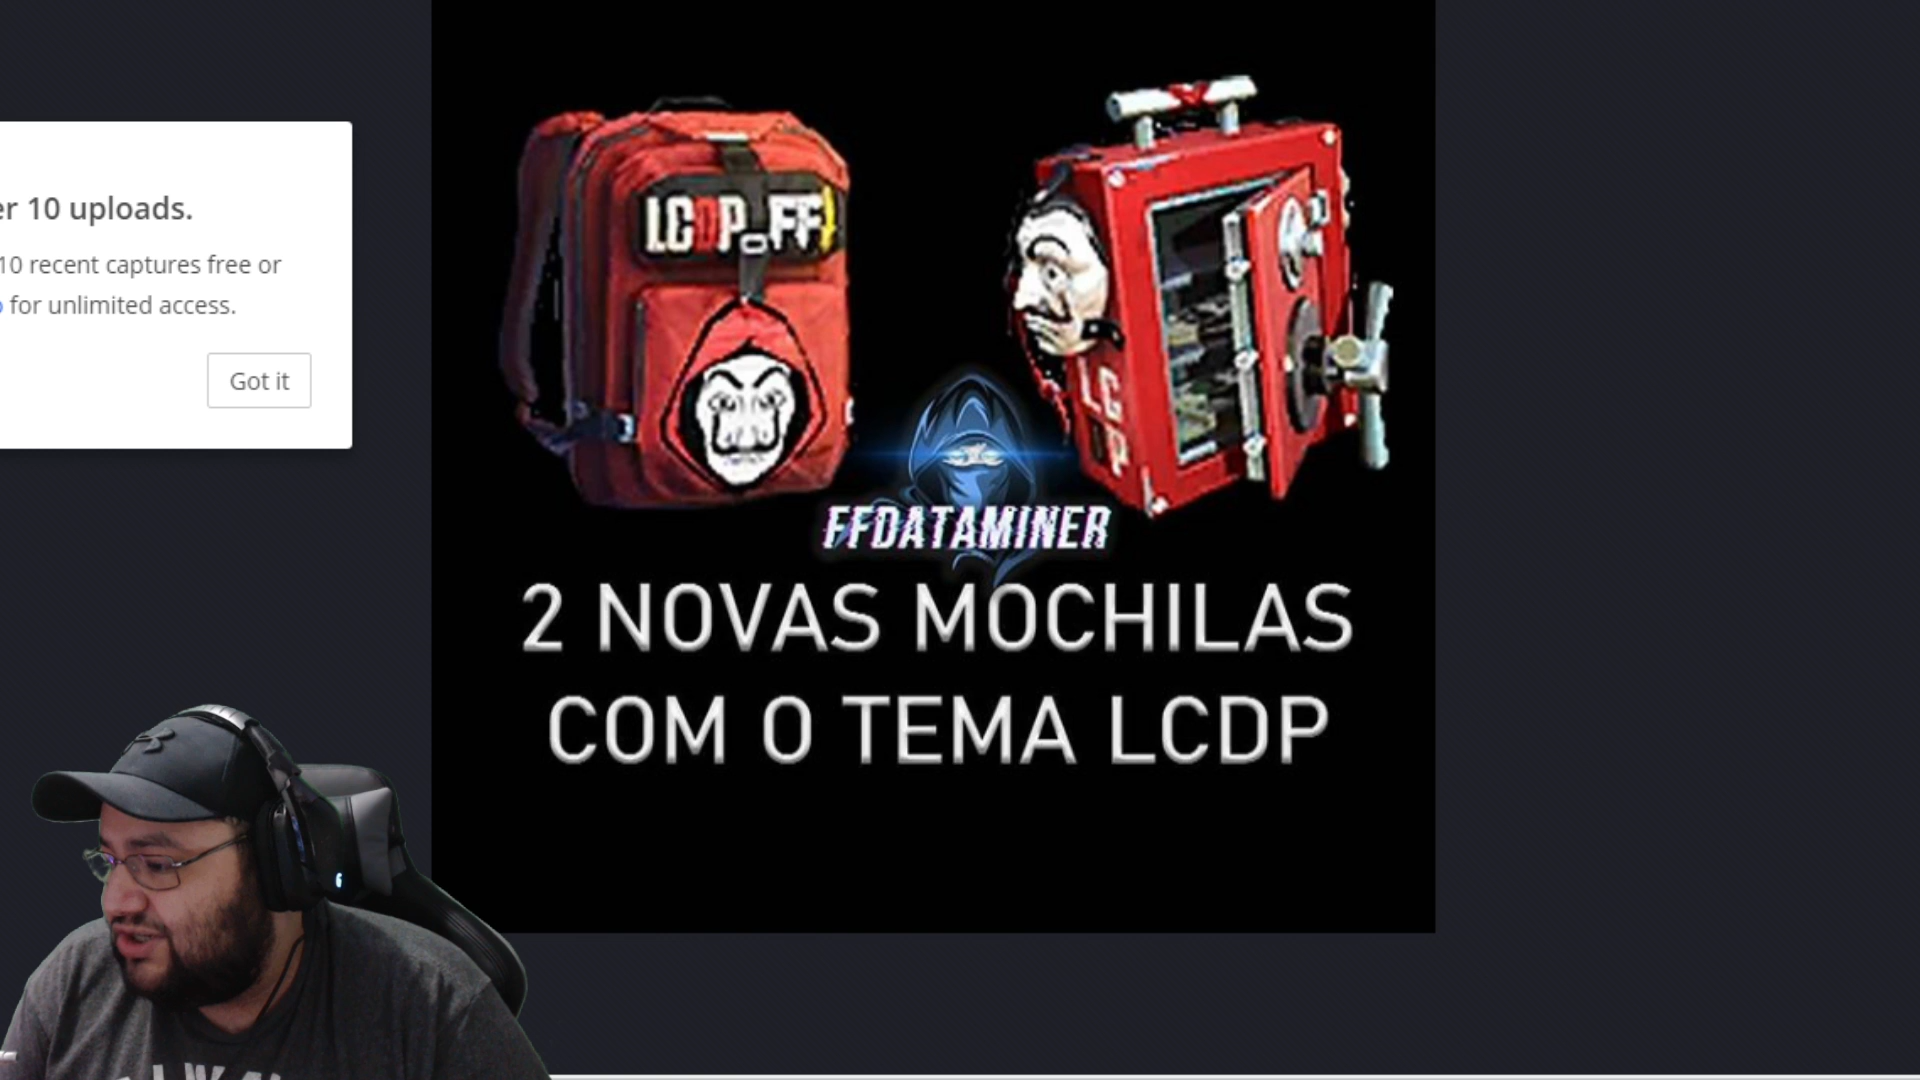 er 10 uploads.
10 recent captures free or
o for unlimited access.
Got it
LCDP_FF
LCDP
FFDATAMINER
2 NOVAS MOCHILAS
COM O TEMA LCDP